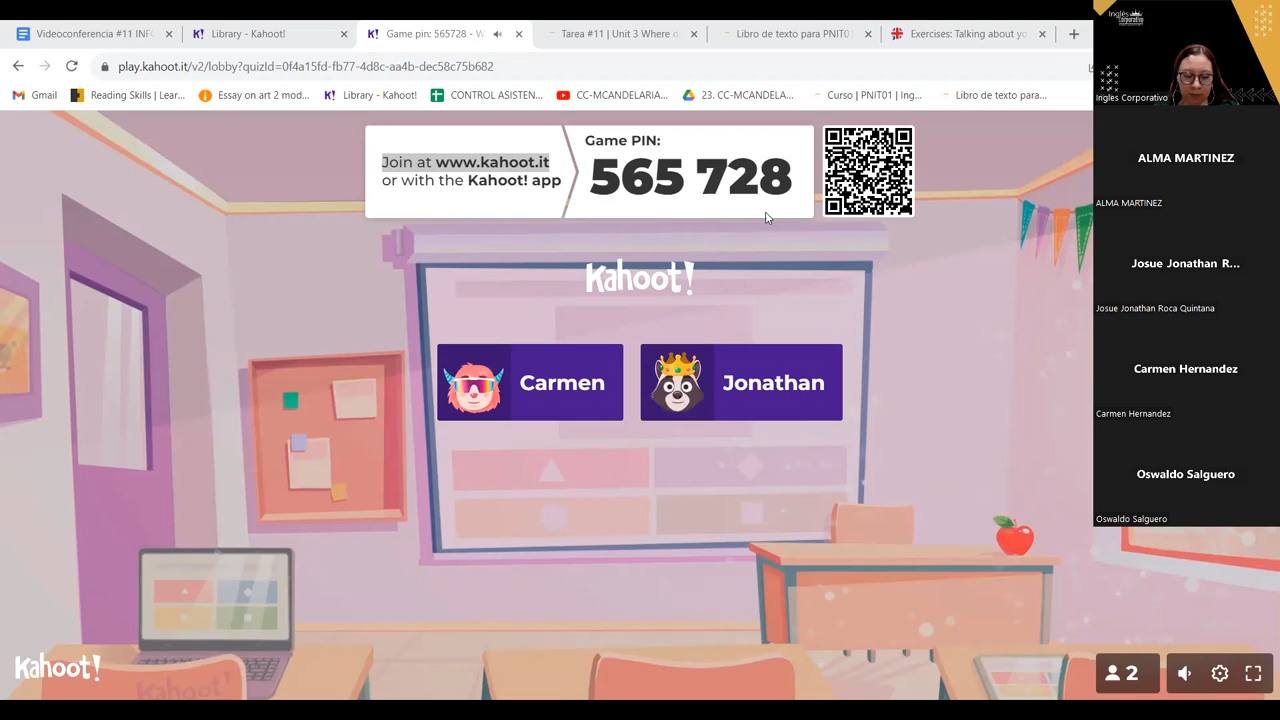 Videoconferencia #11 INFO
Library - Kahoot!
Game pin: 565728 - W
Tarea #11 | Unit 3 Where o
Libro de texto para PNIT01
Exercises: Talking about yo
play.kahoot.it/v2/lobby?quizId=0f4a15fd-fb77-4d8c-aa4b-dec58c75b682
Gmail
Reading Skills | Lear...
Essay on art 2 mod...
Library - Kahoot!
CONTROL ASISTEN...
CC-MCANDELARIA...
23. CC-MCANDELA...
Curso | PNIT01 | Ing...
Libro de texto para...
Join at www.kahoot.it
or with the Kahoot! app
Game PIN:
565 728
Kahoot!
Carmen
Jonathan
Kahoot!
Kahoot!
2
Inglés
Corporativo
Ingles Corporativo
ALMA MARTINEZ
ALMA MARTINEZ
Josue Jonathan R...
Josue Jonathan Roca Quintana
Carmen Hernandez
Carmen Hernandez
Oswaldo Salguero
Oswaldo Salguero